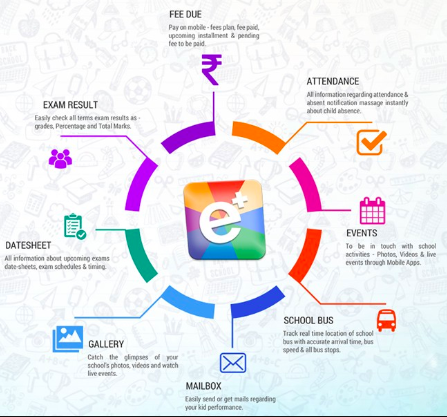 FEE DUE
Pay on mobile - fees plan, fee paid,
upcoming installment & pending
fee to be paid.
ATTENDANCE
All information regarding attendance &
absent notification massage instantly
about child absence.
EXAM RESULT
Easily check all terms exam results as -
grades, Percentage and Total Marks.
e+
EVENTS
To be in touch with school
activities - Photos, Videos & live
events through Mobile Apps.
DATESHEET
All information about upcoming exams
date-sheets, exam schedules & timing.
SCHOOL BUS
Track real time location of school
bus with accurate arrival time, bus
speed & all bus stops.
GALLERY
Catch the glimpses of your
school's photos, videos and watch
live events.
MAILBOX
Easily send or get mails regarding
your kid performance.